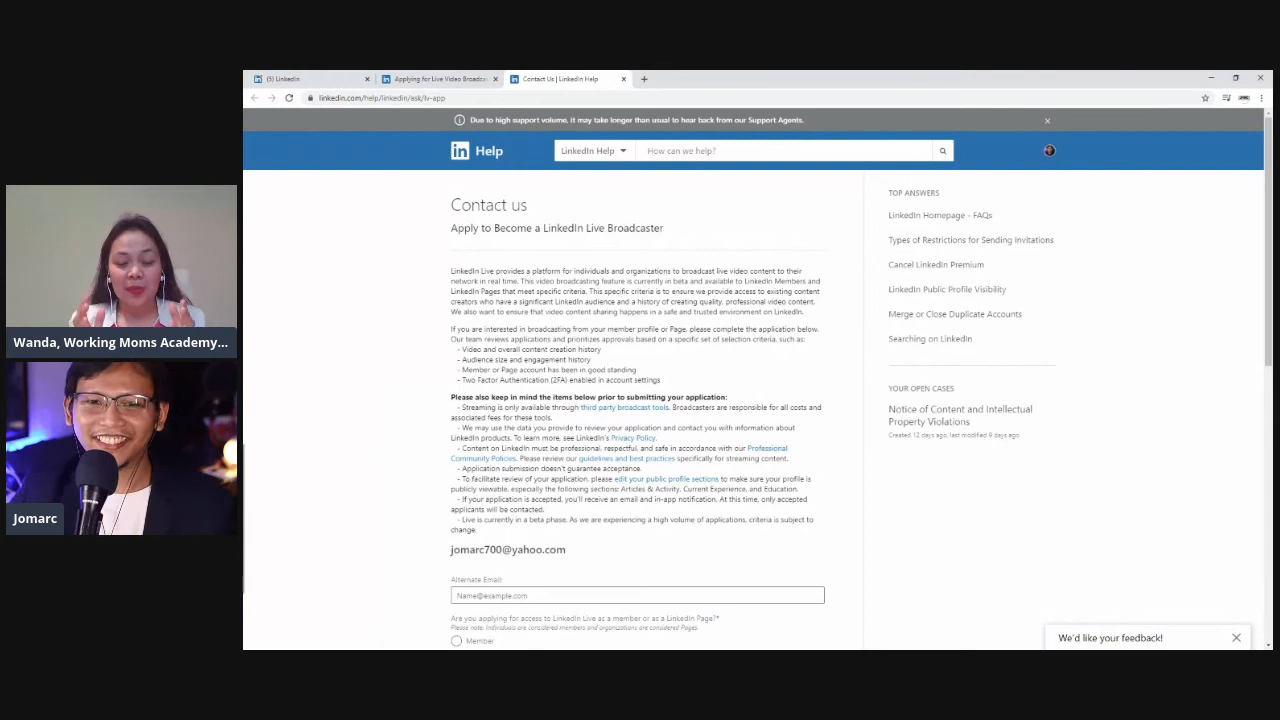 (5) LinkedIn
Applying for Live Video Broadcas
Contact Us | LinkedIn Help
linkedin.com/help/linkedin/ask/lv-app
Due to high support volume, it may take longer than usual to hear back from our Support Agents.
in Help
LinkedIn Help
How can we help?
Contact us
Apply to Become a LinkedIn Live Broadcaster
LinkedIn Live provides a platform for individuals and organizations to broadcast live video content to their
network in real time. This video broadcasting feature is currently in beta and available to LinkedIn Members and
LinkedIn Pages that meet specific criteria. This specific criteria is to ensure we provide access to existing content
creators who have a significant LinkedIn audience and a history of creating quality, professional video content.
We also want to ensure that video content sharing happens in a safe and trusted environment on LinkedIn.
If you are interested in broadcasting from your member profile or Page, please complete the application below.
Our team reviews applications and prioritizes approvals based on a specific set of selection criteria, such as:
- Video and overall content creation history
- Audience size and engagement history
- Member or Page account has been in good standing
- Two Factor Authentication (2FA) enabled in account settings
Please also keep in mind the items below prior to submitting your application:
- Streaming is only available through third party broadcast tools. Broadcasters are responsible for all costs and
associated fees for these tools.
- We may use the data you provide to review your application and contact you with information about
LinkedIn products. To learn more, see LinkedIn's Privacy Policy.
- Content on LinkedIn must be professional, respectful, and safe in accordance with our Professional
Community Policies. Please review our guidelines and best practices specifically for streaming content.
- Application submission doesn't guarantee acceptance.
- To facilitate review of your application, please edit your public profile sections to make sure your profile is
publicly viewable, especially the following sections: Articles & Activity, Current Experience, and Education.
- If your application is accepted, you'll receive an email and in-app notification. At this time, only accepted
applicants will be contacted.
- Live is currently in a beta phase. As we are experiencing a high volume of applications, criteria is subject to
change.
jomarc700@yahoo.com
Alternate Email:
Name@example.com
Are you applying for access to LinkedIn Live as a member or as a LinkedIn Page?*
Please note: Individuals are considered members and organizations are considered Pages.
Member
TOP ANSWERS
LinkedIn Homepage - FAQs
Types of Restrictions for Sending Invitations
Cancel LinkedIn Premium
LinkedIn Public Profile Visibility
Merge or Close Duplicate Accounts
Searching on LinkedIn
YOUR OPEN CASES
Notice of Content and Intellectual
Property Violations
Created 12 days ago, last modified 9 days ago
We'd like your feedback!
Wanda, Working Moms Academy...
Jomarc